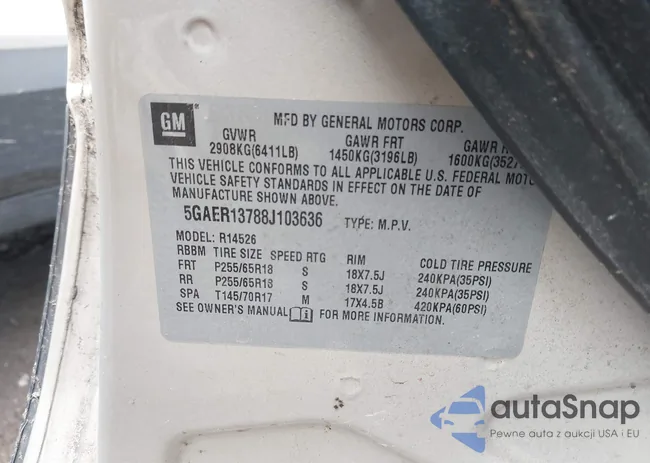 GM
MFD BY GENERAL MOTORS CORP.
GVWR GAWR FRT GAWR
2908KG(6411LB) 1450KG(3196LB) 1600KG(3527
THIS VEHICLE CONFORMS TO ALL APPLICABLE U.S. FEDERAL MOTO
VEHICLE SAFETY STANDARDS IN EFFECT ON THE DATE OF
MANUFACTURE SHOWN ABOVE.
5GAER13788J103636 TYPE: M.P.V.
MODEL: R14526
RBBM TIRE SIZE SPEED RTG RIM COLD TIRE PRESSURE
FRT P255/65R18 S 18X7.5J 240KPA(35PSI)
RR P255/65R18 S 18X7.5J 240KPA(35PSI)
SPA T145/70R17 M 17X4.5B 420KPA(60PSI)
SEE OWNER'S MANUAL FOR MORE INFORMATION.
autaSnap
Pewne auta z aukcji USA i EU